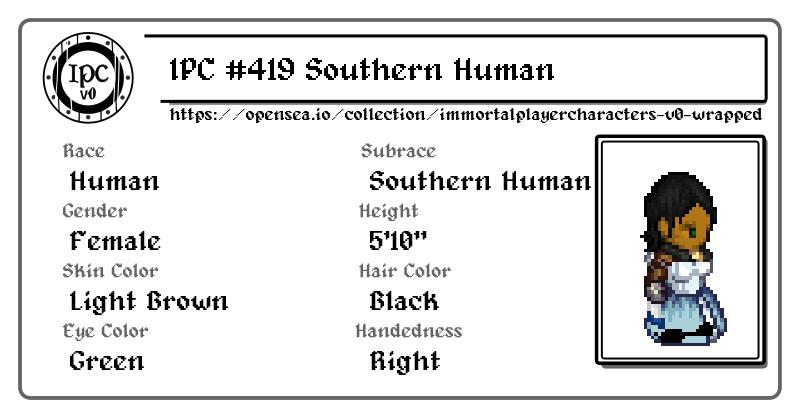 IPC
v0
IPC #419 Southern Human
https://opensea.io/collection/immortalplayercharacters-v0-wrapped
Race
Subrace
Human
Southern Human
Gender
Height
Female
5'10"
Skin Color
Hair Color
Light Brown
Black
Eye Color
Handedness
Green
Right